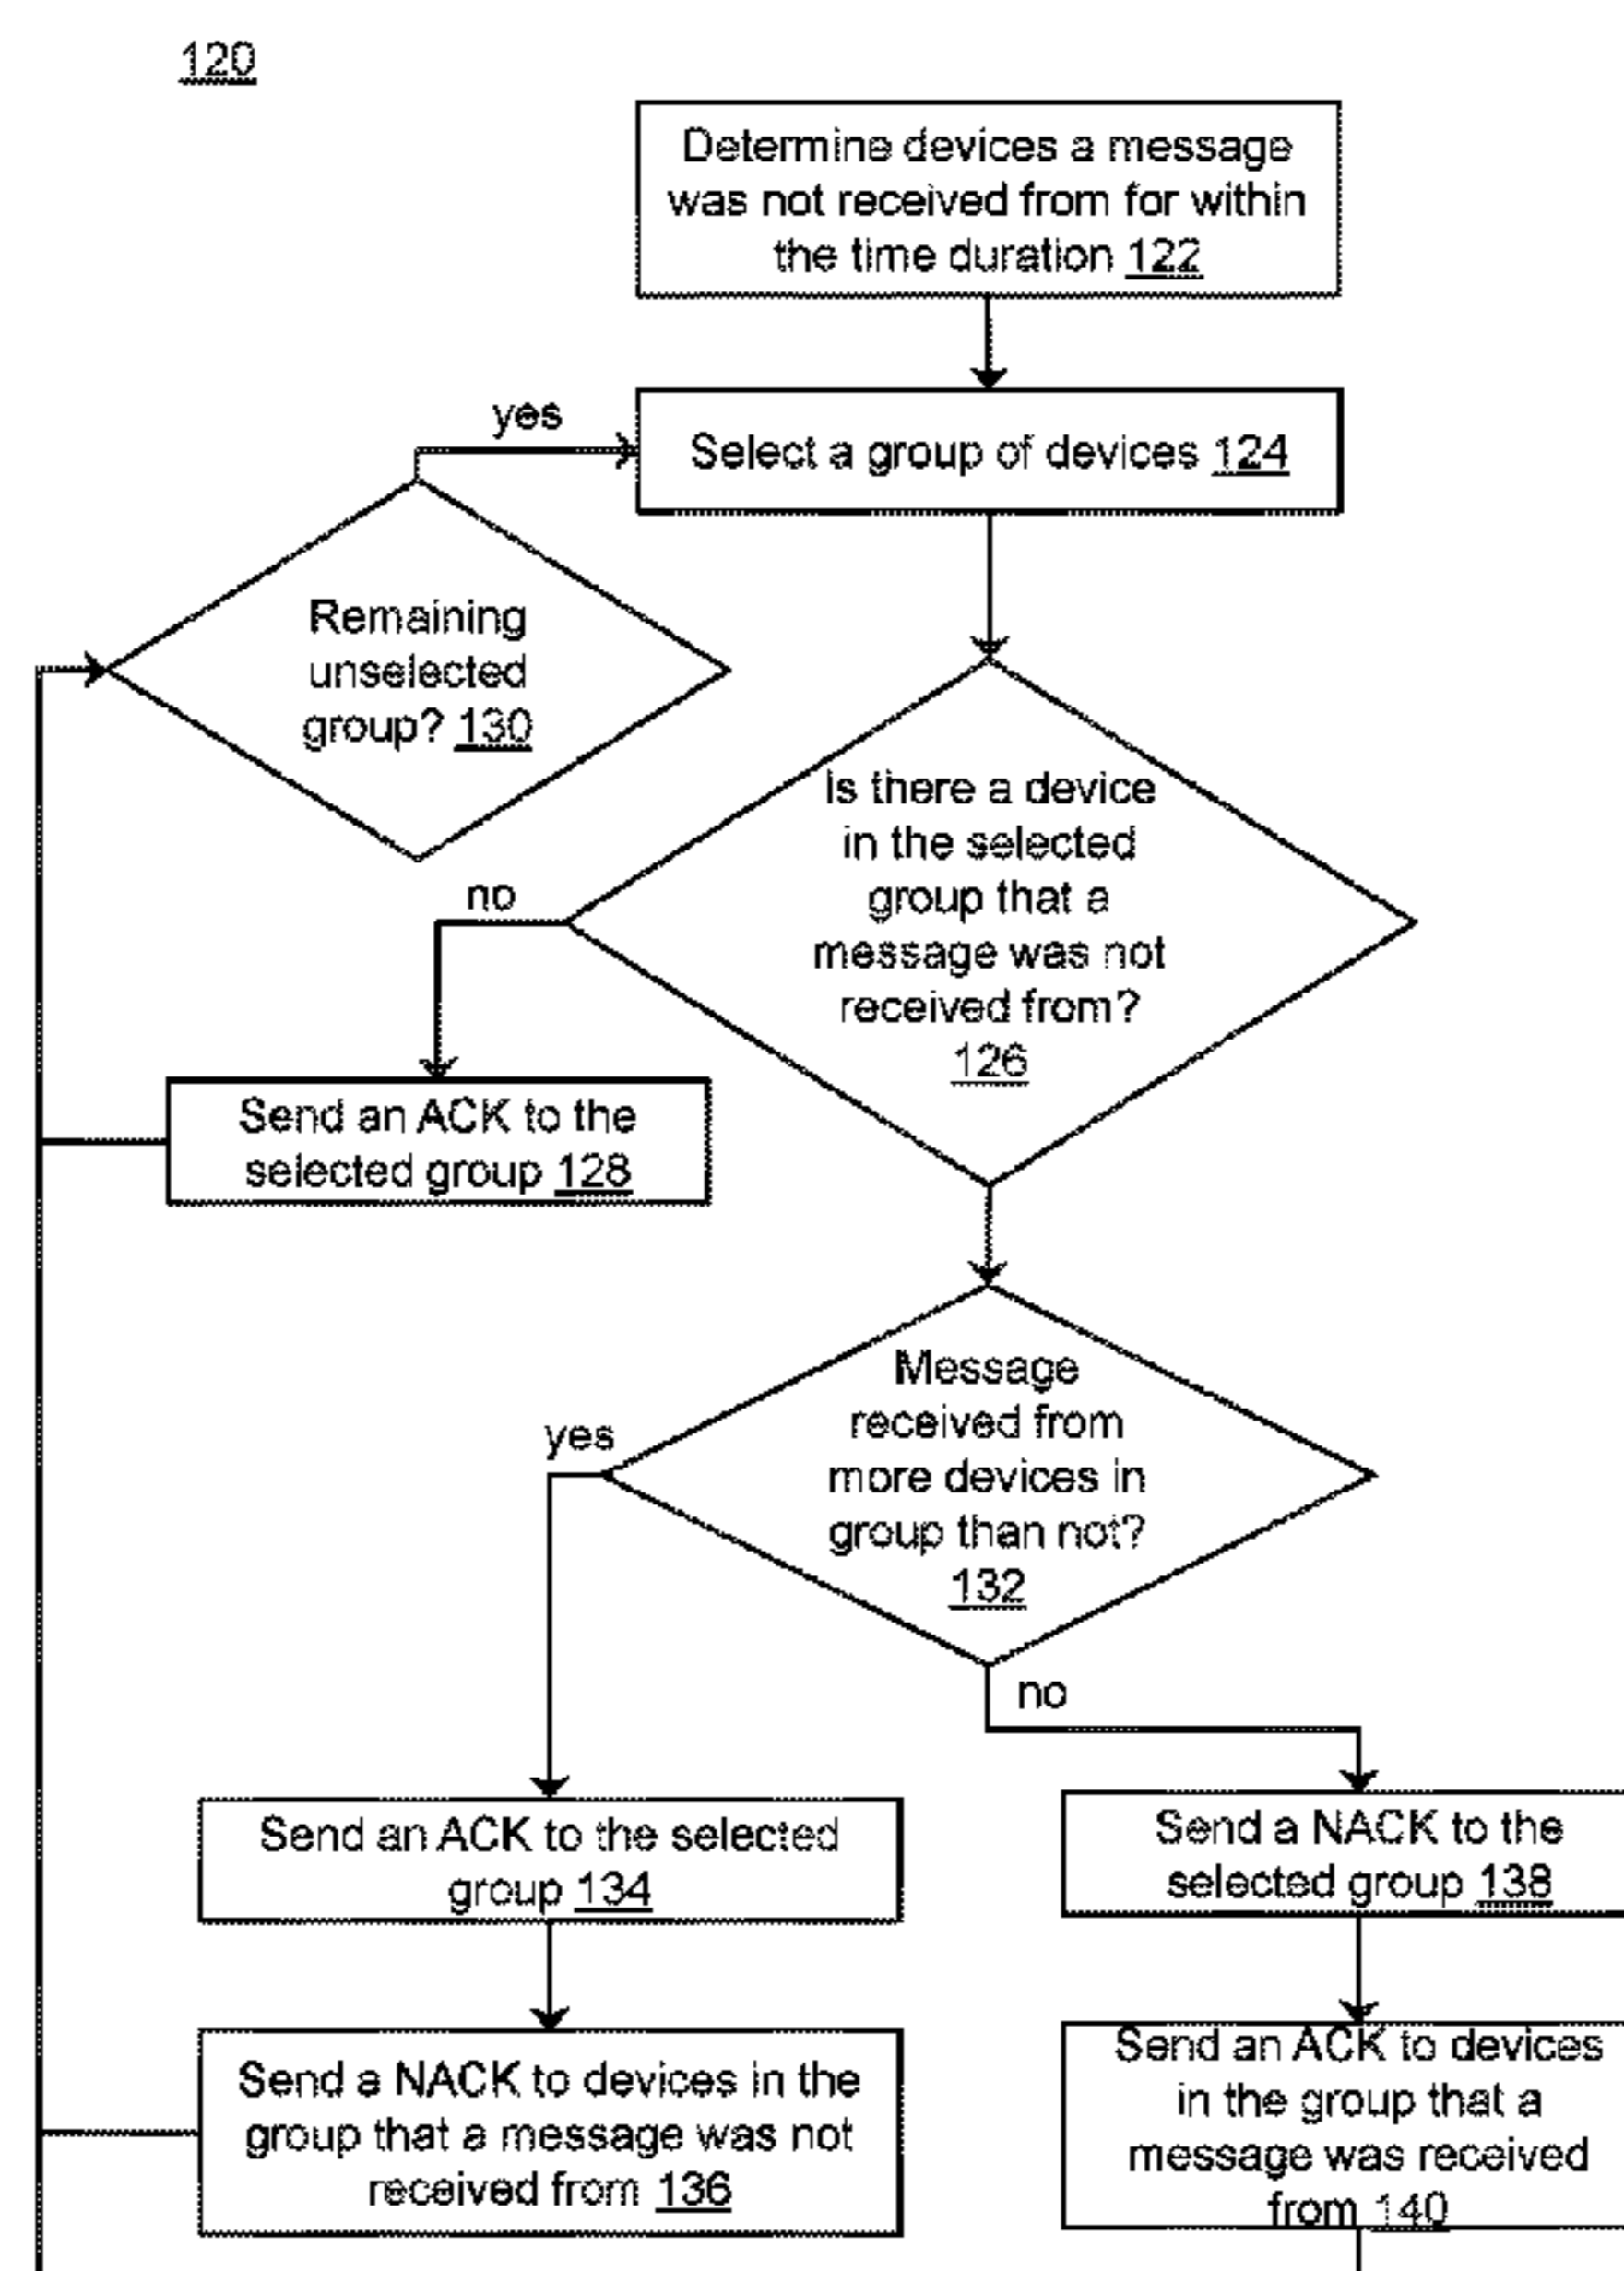 120
Determine devices a message
was not received from for within
the time duration 122
yes
Select a group of devices 124
Remaining
unselected
group? 130
Is there a device
in the selected
group that a
message was not
received from?
126
no
Send an ACK to the
selected group 128
Message
received from
more devices in
group than not?
132
yes
no
Send an ACK to the selected
group 134
Send a NACK to the
selected group 138
Send a NACK to devices in the
group that a message was not
received from 136
Send an ACK to devices
in the group that a
message was received
from 140